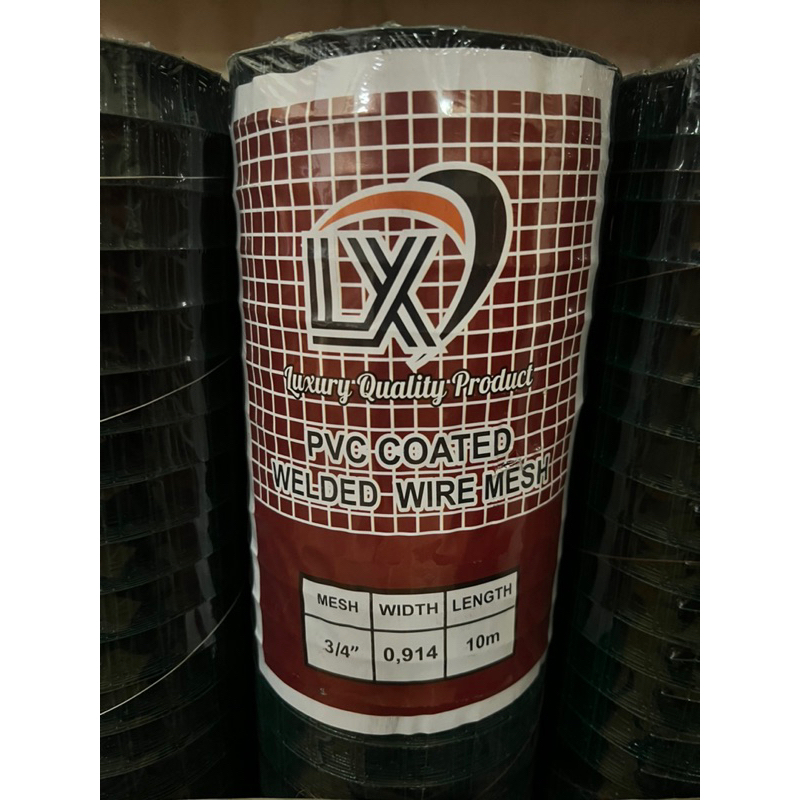 LX
Luxury Quality Product
PVC COATED
WELDED WIRE MESH
MESH WIDTH LENGTH
3/4" 0,914 10m